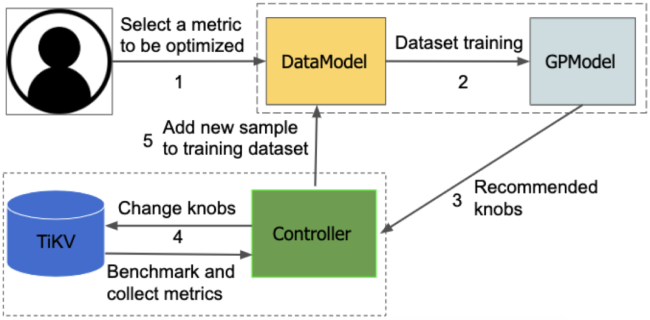 Select a metric
to be optimized
1
DataModel
Dataset training
2
GPModel
5
Add new sample
to training dataset
3
Recommended
knobs
TiKV
Change knobs
4
Benchmark and
collect metrics
Controller